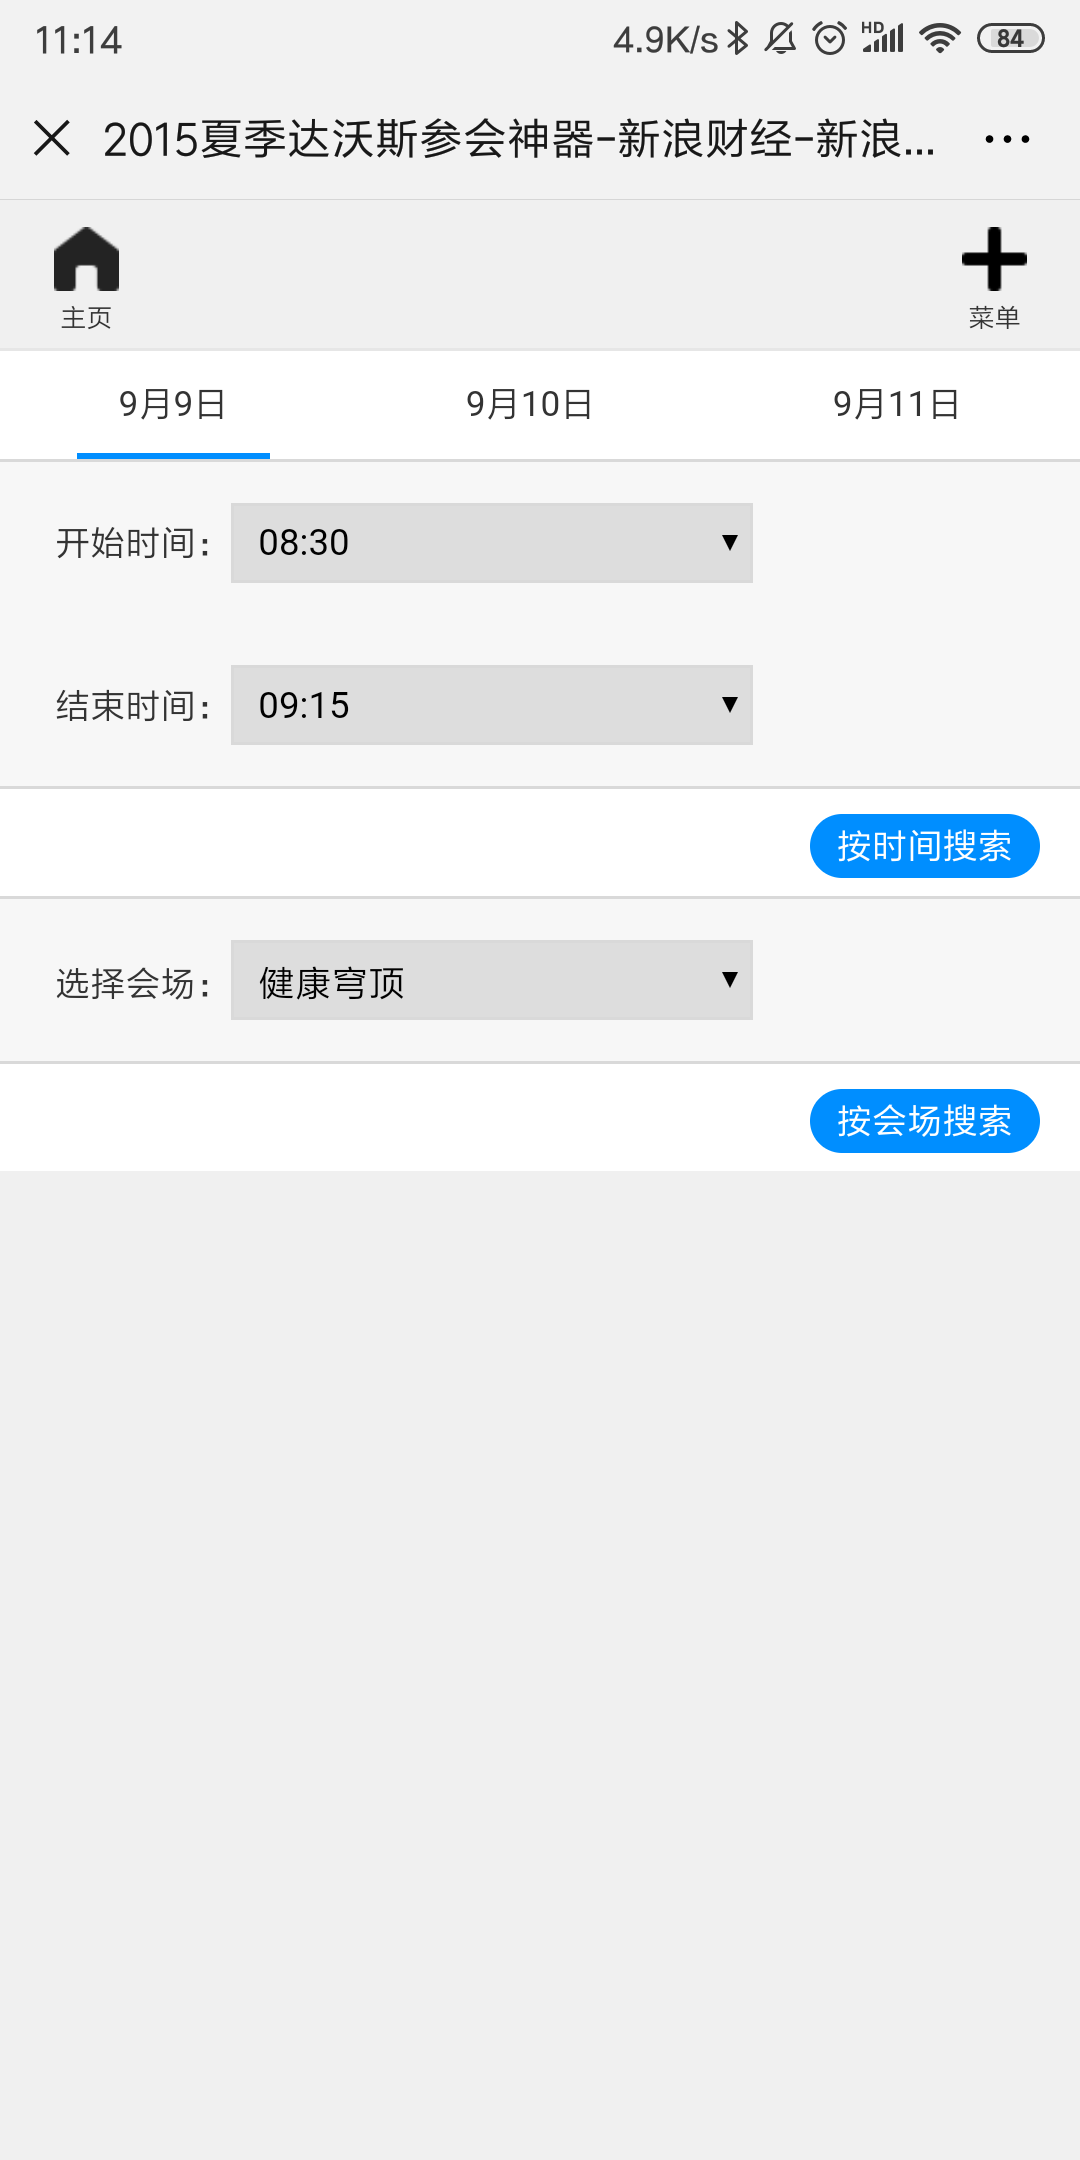 11:14 4.9K/s HD 84
2015夏季达沃斯参会神器-新浪财经-新浪...
主页 菜单
9月9日 9月10日 9月11日
开始时间: 08:30 ▼
结束时间: 09:15 ▼
按时间搜索
选择会场: 健康穹顶 ▼
按会场搜索